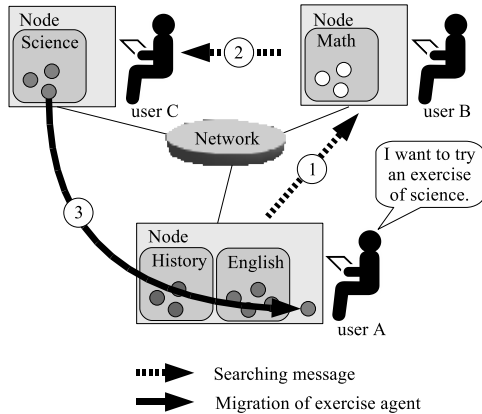 Node
Science
2
Node
Math
user C
user B
Network
1
I want to try
an exercise
of science.
3
Node
History
English
user A
Searching message
Migration of exercise agent